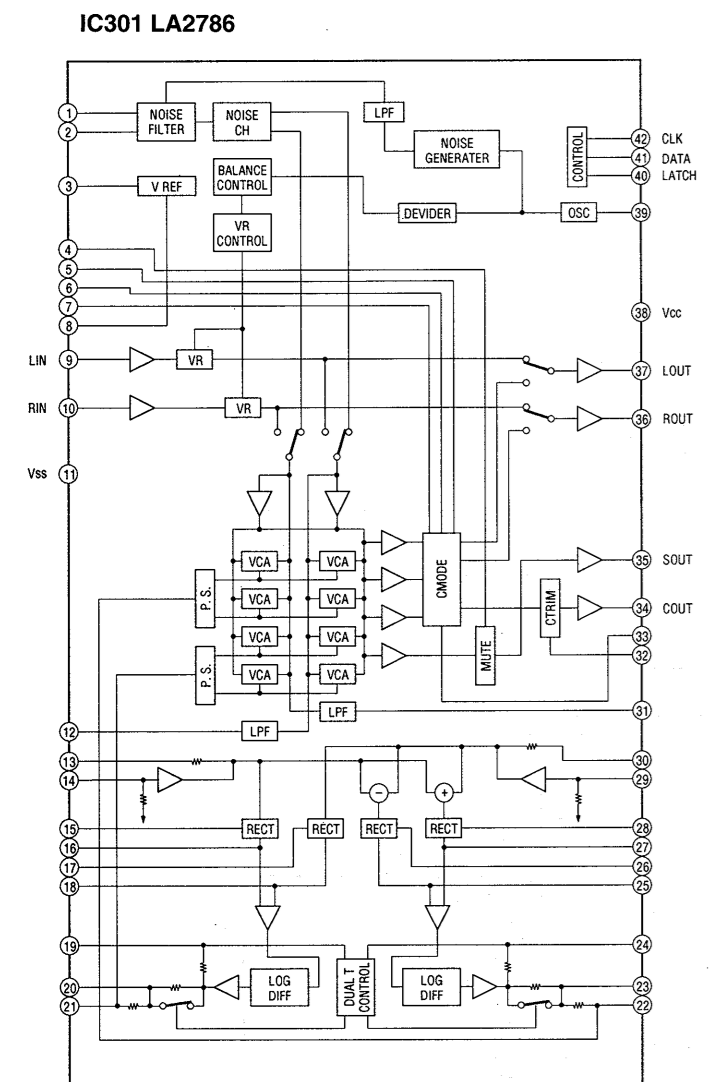 IC301 LA2786
1
NOISE FILTER
NOISE CH
LPF
2
NOISE GENERATER
CONTROL
42 CLK
41 DATA
40 LATCH
3
V REF
BALANCE CONTROL
DEVIDER
OSC
39
VR CONTROL
4
5
6
7
8
38 Vcc
LIN 9
VR
37 LOUT
RIN 10
VR
36 ROUT
Vss 11
VCA
VCA
P. S.
CMODE
35 SOUT
VCA
VCA
CTRIM
34 COUT
33
VCA
VCA
MUTE
32
P. S.
VCA
VCA
LPF
31
12
LPF
13
30
14
29
−
+
15
RECT
RECT
RECT
RECT
28
16
27
17
26
18
25
19
24
DUAL T CONTROL
20
LOG DIFF
LOG DIFF
23
21
22